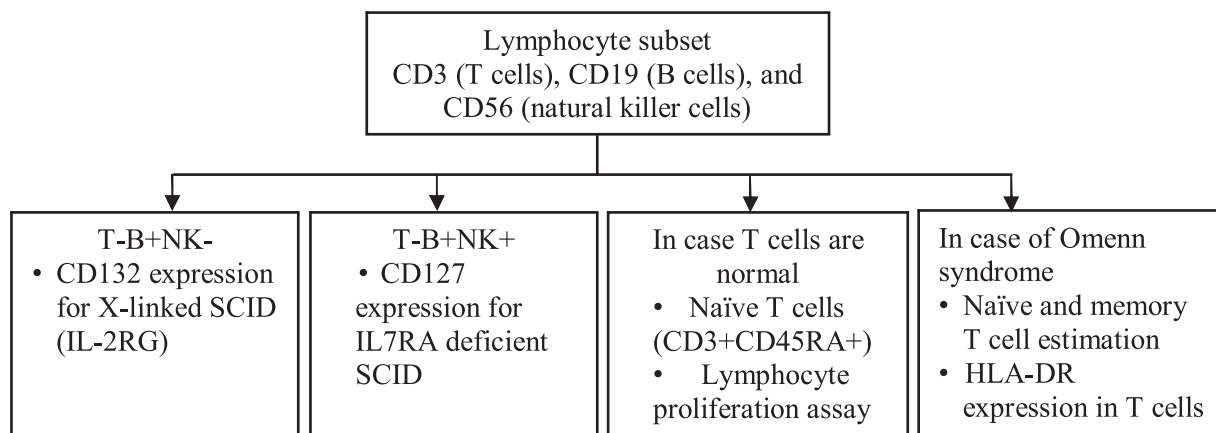 Lymphocyte subset
CD3 (T cells), CD19 (B cells), and
CD56 (natural killer cells)
T-B+NK-
• CD132 expression
for X-linked SCID
(IL-2RG)
T-B+NK+
• CD127
expression for
IL7RA deficient
SCID
In case T cells are
normal
• Naïve T cells
(CD3+CD45RA+)
• Lymphocyte
proliferation assay
In case of Omenn
syndrome
• Naïve and memory
T cell estimation
• HLA-DR
expression in T cells